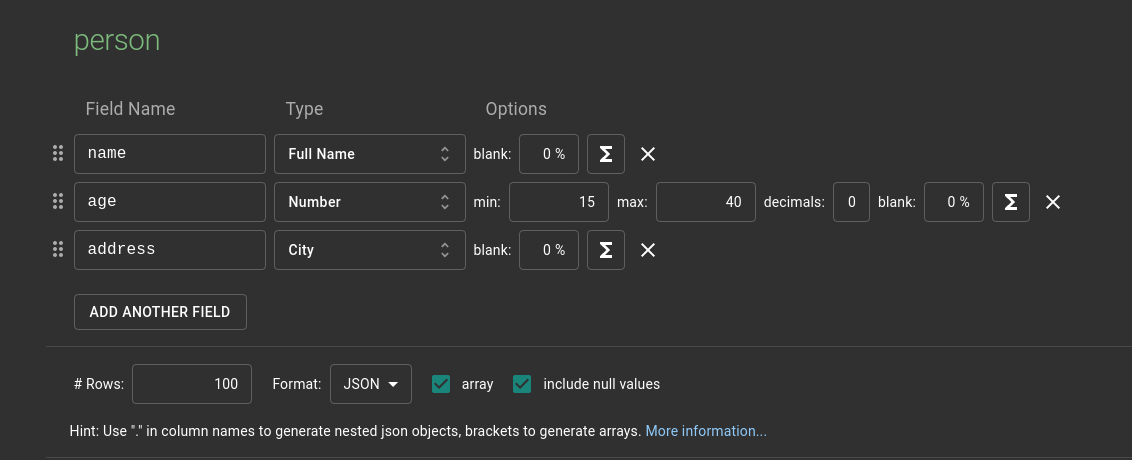 person
Field Name Type Options
name Full Name blank: 0 % Σ
age Number min: 15 max: 40 decimals: 0 blank: 0 % Σ
address City blank: 0 % Σ
ADD ANOTHER FIELD
# Rows: 100 Format: JSON array include null values
Hint: Use "." in column names to generate nested json objects, brackets to generate arrays. More information...